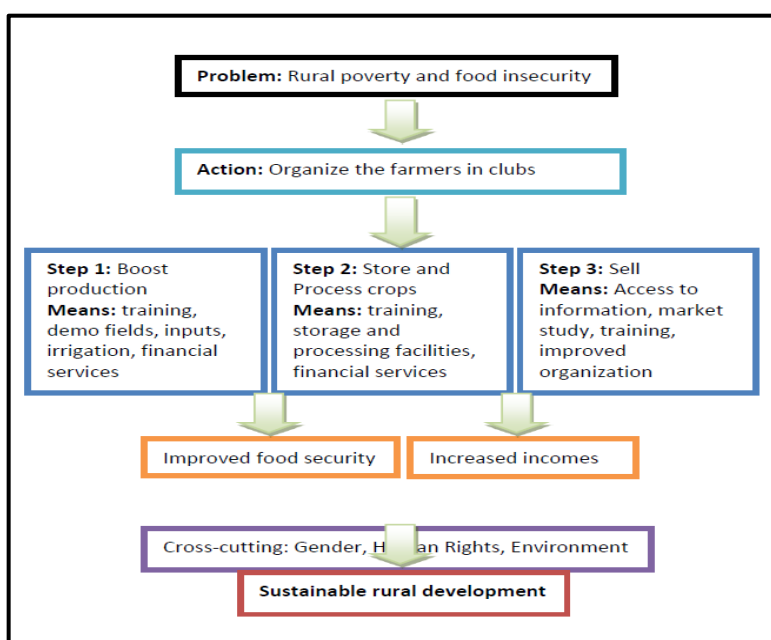 Problem: Rural poverty and food insecurity
Action: Organize the farmers in clubs
Step 1: Boost
production
Means: training,
demo fields, inputs,
irrigation, financial
services
Step 2: Store and
Process crops
Means: training,
storage and
processing facilities,
financial services
Step 3: Sell
Means: Access to
information, market
study, training,
improved
organization
Improved food security
Increased incomes
Cross-cutting: Gender, Human Rights, Environment
Sustainable rural development